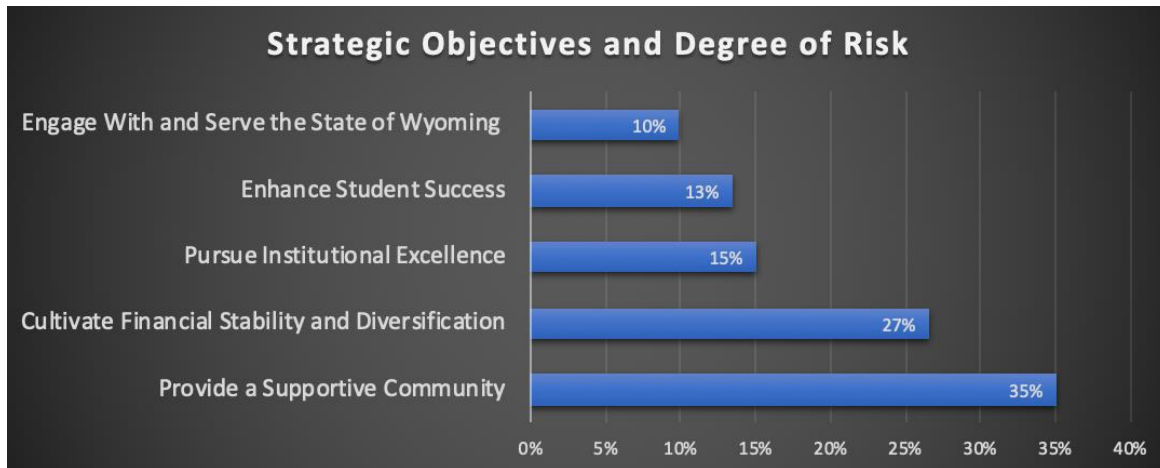 Strategic Objectives and Degree of Risk
Engage With and Serve the State of Wyoming
10%
Enhance Student Success
13%
Pursue Institutional Excellence
15%
Cultivate Financial Stability and Diversification
27%
Provide a Supportive Community
35%
0% 5% 10% 15% 20% 25% 30% 35% 40%